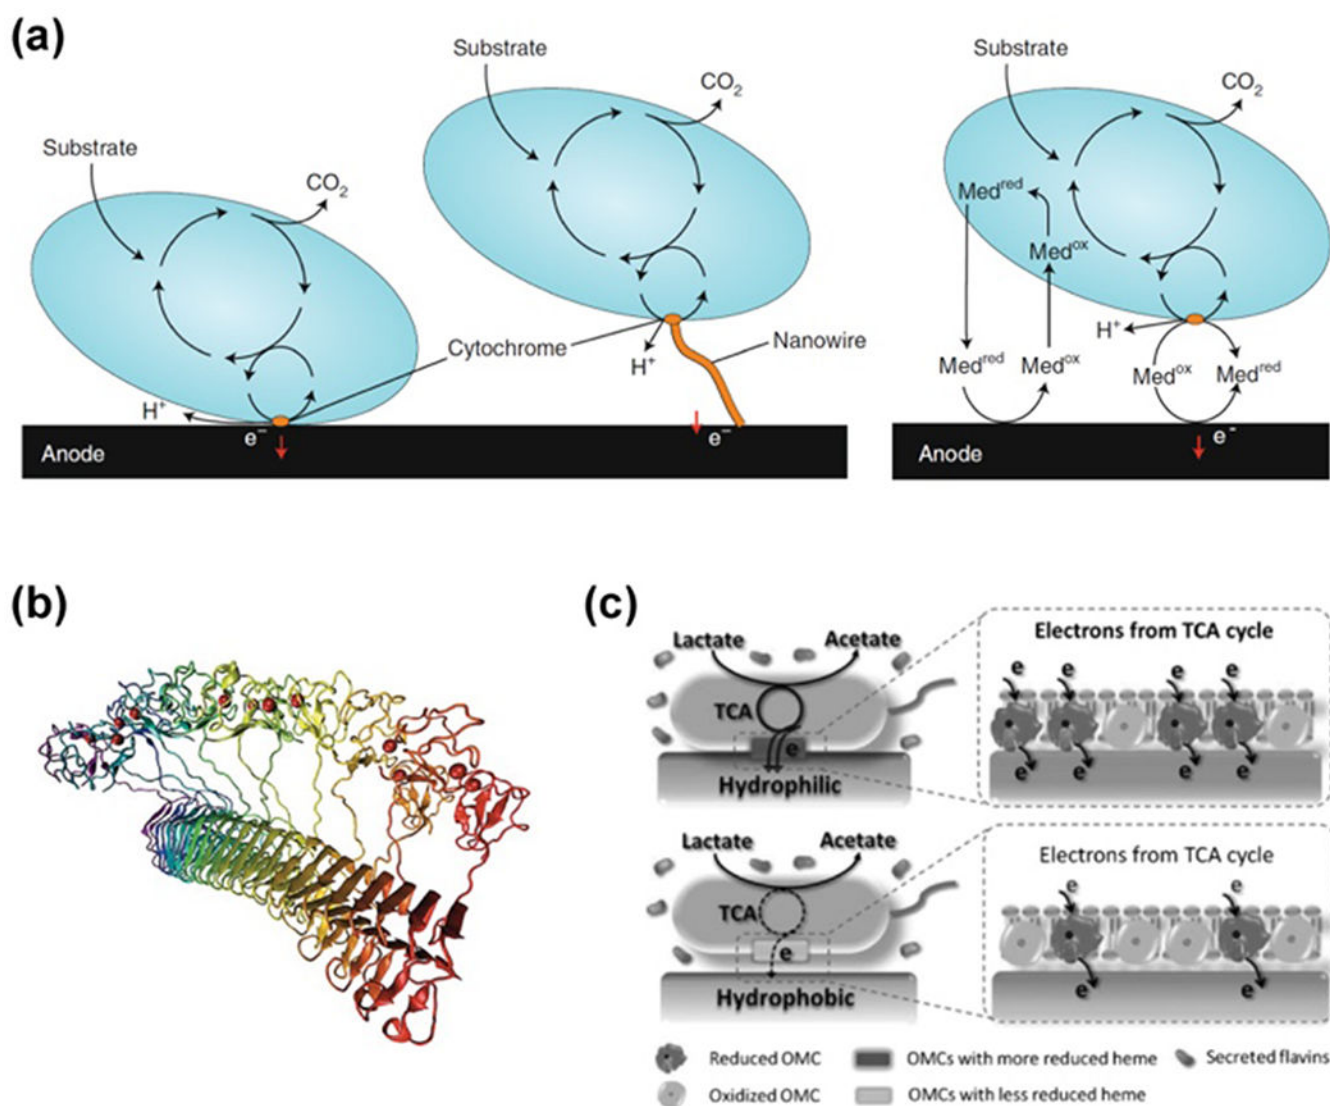 (a)
Substrate
CO₂
H⁺
e⁻
Anode
Substrate
CO₂
Cytochrome
H⁺
Nanowire
e⁻
Substrate
CO₂
Medʳᵉᵈ
Medᵒˣ
H⁺
Medʳᵉᵈ
Medᵒˣ
Medᵒˣ
Medʳᵉᵈ
e⁻
Anode
(b)
(c)
Lactate
Acetate
TCA
e
Hydrophilic
Electrons from TCA cycle
e e e e
e e e e
Lactate
Acetate
TCA
e
Hydrophobic
Electrons from TCA cycle
e e
e e
Reduced OMC
OMCs with more reduced heme
Secreted flavins
Oxidized OMC
OMCs with less reduced heme